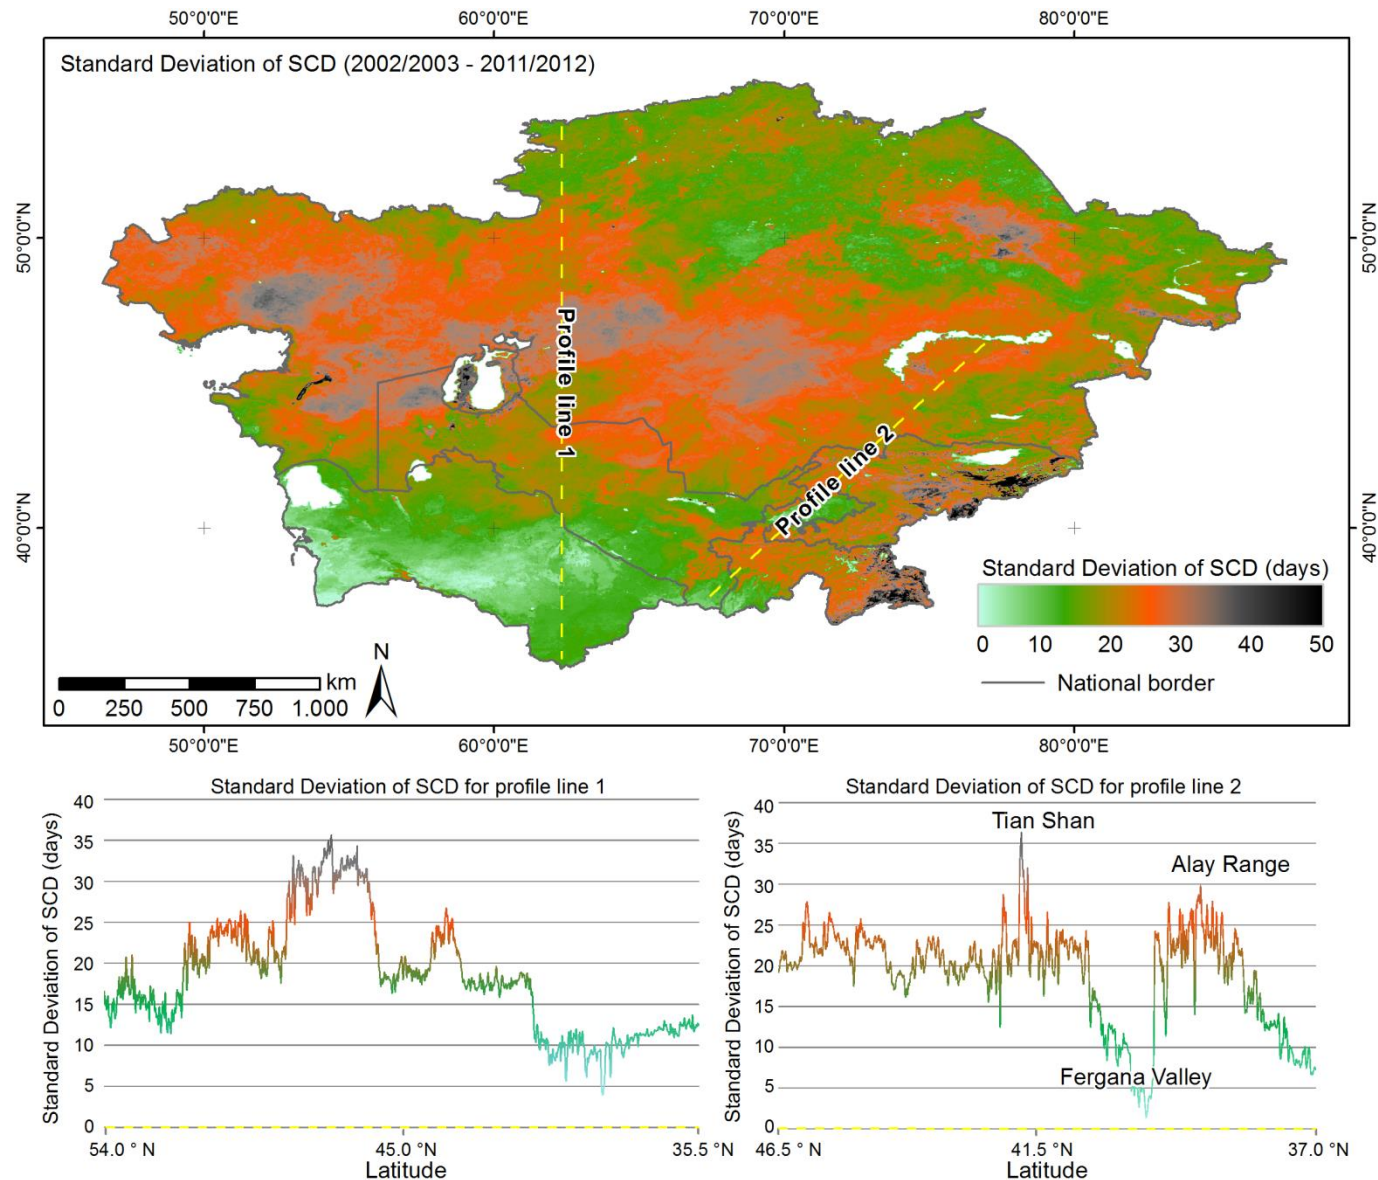 50°0'0"E 60°0'0"E 70°0'0"E 80°0'0"E
Standard Deviation of SCD (2002/2003 - 2011/2012)
50°0'0"N
50°0'0"N
Profile line 1
Profile line 2
40°0'0"N
40°0'0"N
Standard Deviation of SCD (days)
0 10 20 30 40 50
National border
N
km
0 250 500 750 1.000
50°0'0"E 60°0'0"E 70°0'0"E 80°0'0"E
Standard Deviation of SCD for profile line 1
Standard Deviation of SCD (days)
40
35
30
25
20
15
10
5
0
54.0 °N 45.0 °N 35.5 °N
Latitude
Standard Deviation of SCD for profile line 2
Standard Deviation of SCD (days)
40
35
30
25
20
15
10
5
0
Tian Shan
Alay Range
Fergana Valley
46.5 °N 41.5 °N 37.0 °N
Latitude